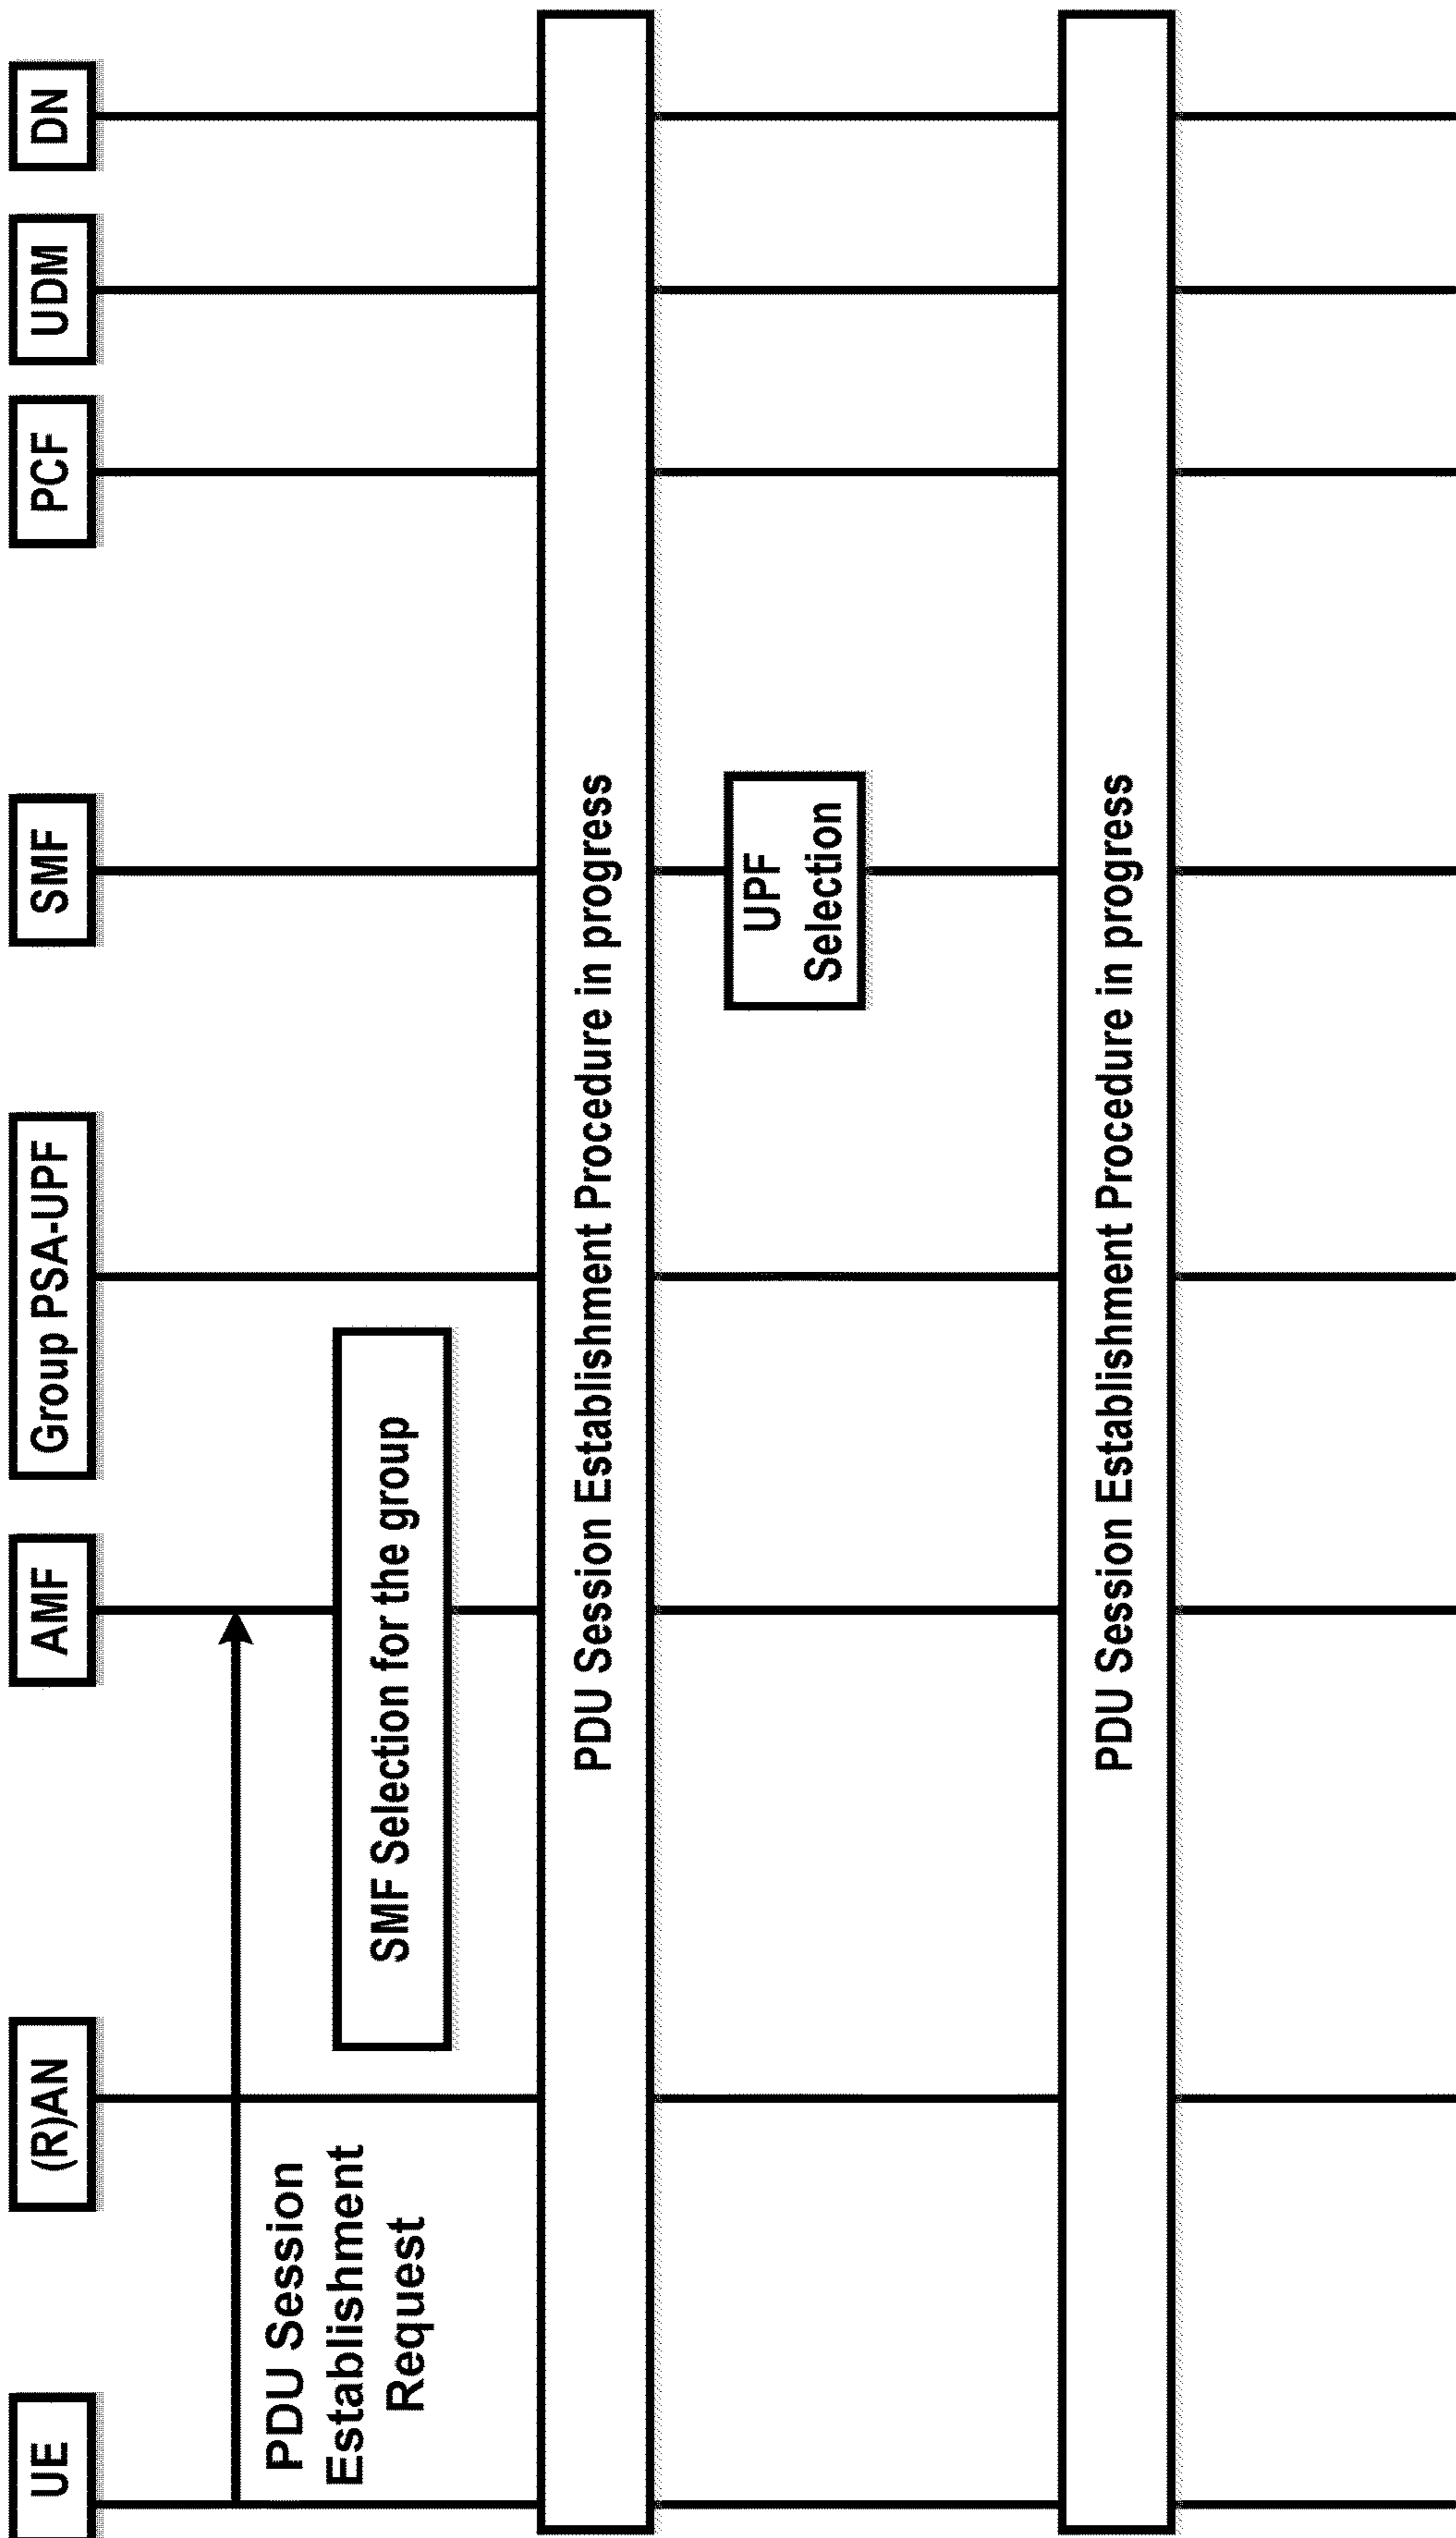 UE
(R)AN
AMF
Group PSA-UPF
SMF
PCF
UDM
DN
PDU Session
Establishment
Request
SMF Selection for the group
PDU Session Establishment Procedure in progress
UPF
Selection
PDU Session Establishment Procedure in progress